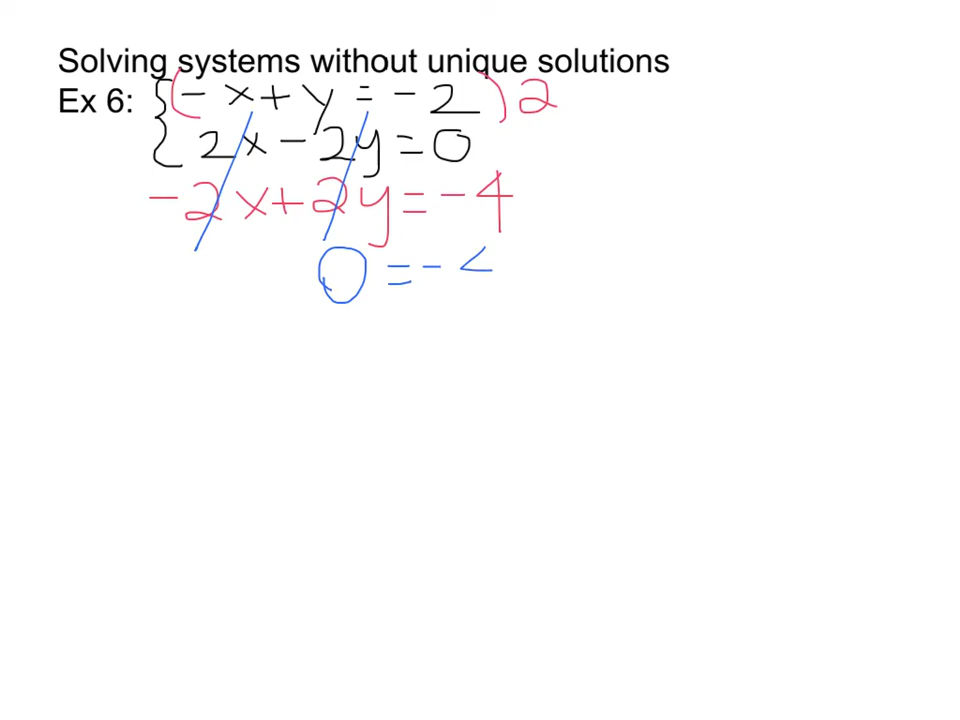 Solving systems without unique solutions
Ex 6: { (- x + y = - 2 ) 2
2x - 2y = 0
- 2x + 2y = - 4
0 = - <